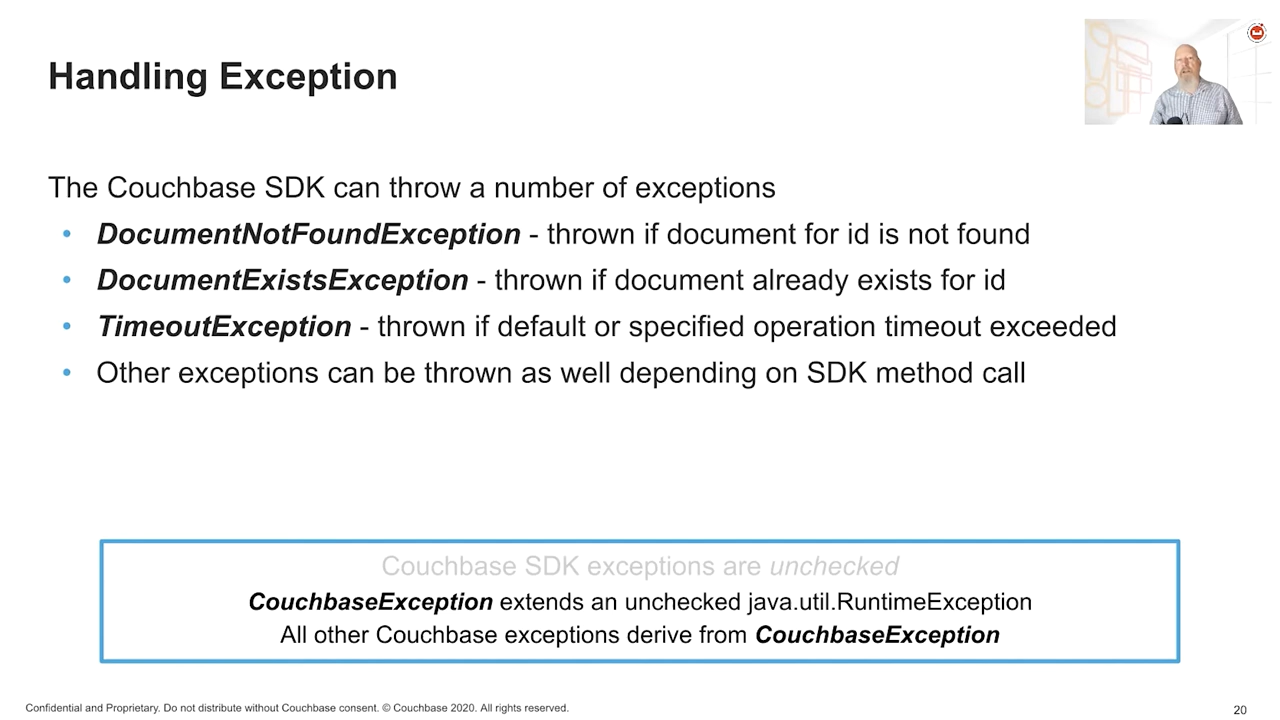 Handling Exception
The Couchbase SDK can throw a number of exceptions
• DocumentNotFoundException - thrown if document for id is not found
• DocumentExistsException - thrown if document already exists for id
• TimeoutException - thrown if default or specified operation timeout exceeded
• Other exceptions can be thrown as well depending on SDK method call
Couchbase SDK exceptions are unchecked
CouchbaseException extends an unchecked java.util.RuntimeException
All other Couchbase exceptions derive from CouchbaseException
Confidential and Proprietary. Do not distribute without Couchbase consent. © Couchbase 2020. All rights reserved.
20